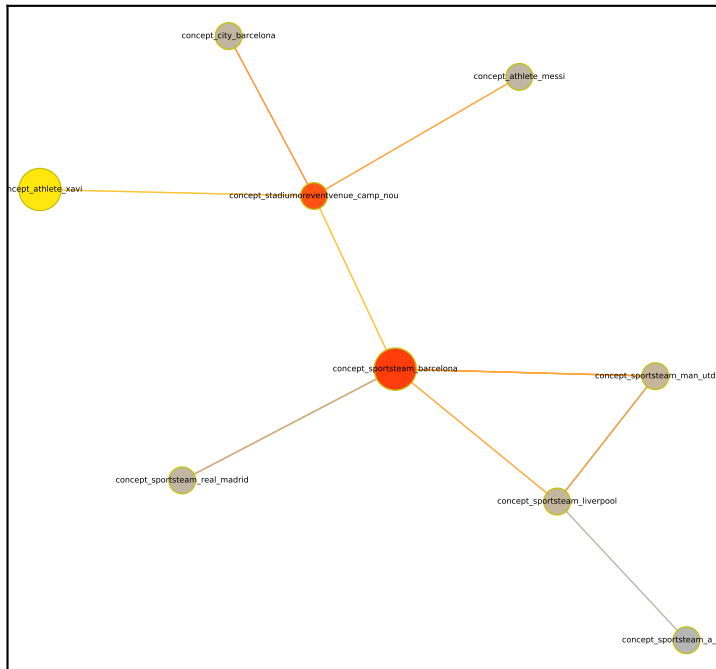 concept_city_barcelona
concept_athlete_messi
ncept_athlete_xavi
concept_stadiumoreventvenue_camp_nou
concept_sportsteam_barcelona
concept_sportsteam_man_utd
concept_sportsteam_real_madrid
concept_sportsteam_liverpool
concept_sportsteam_a_